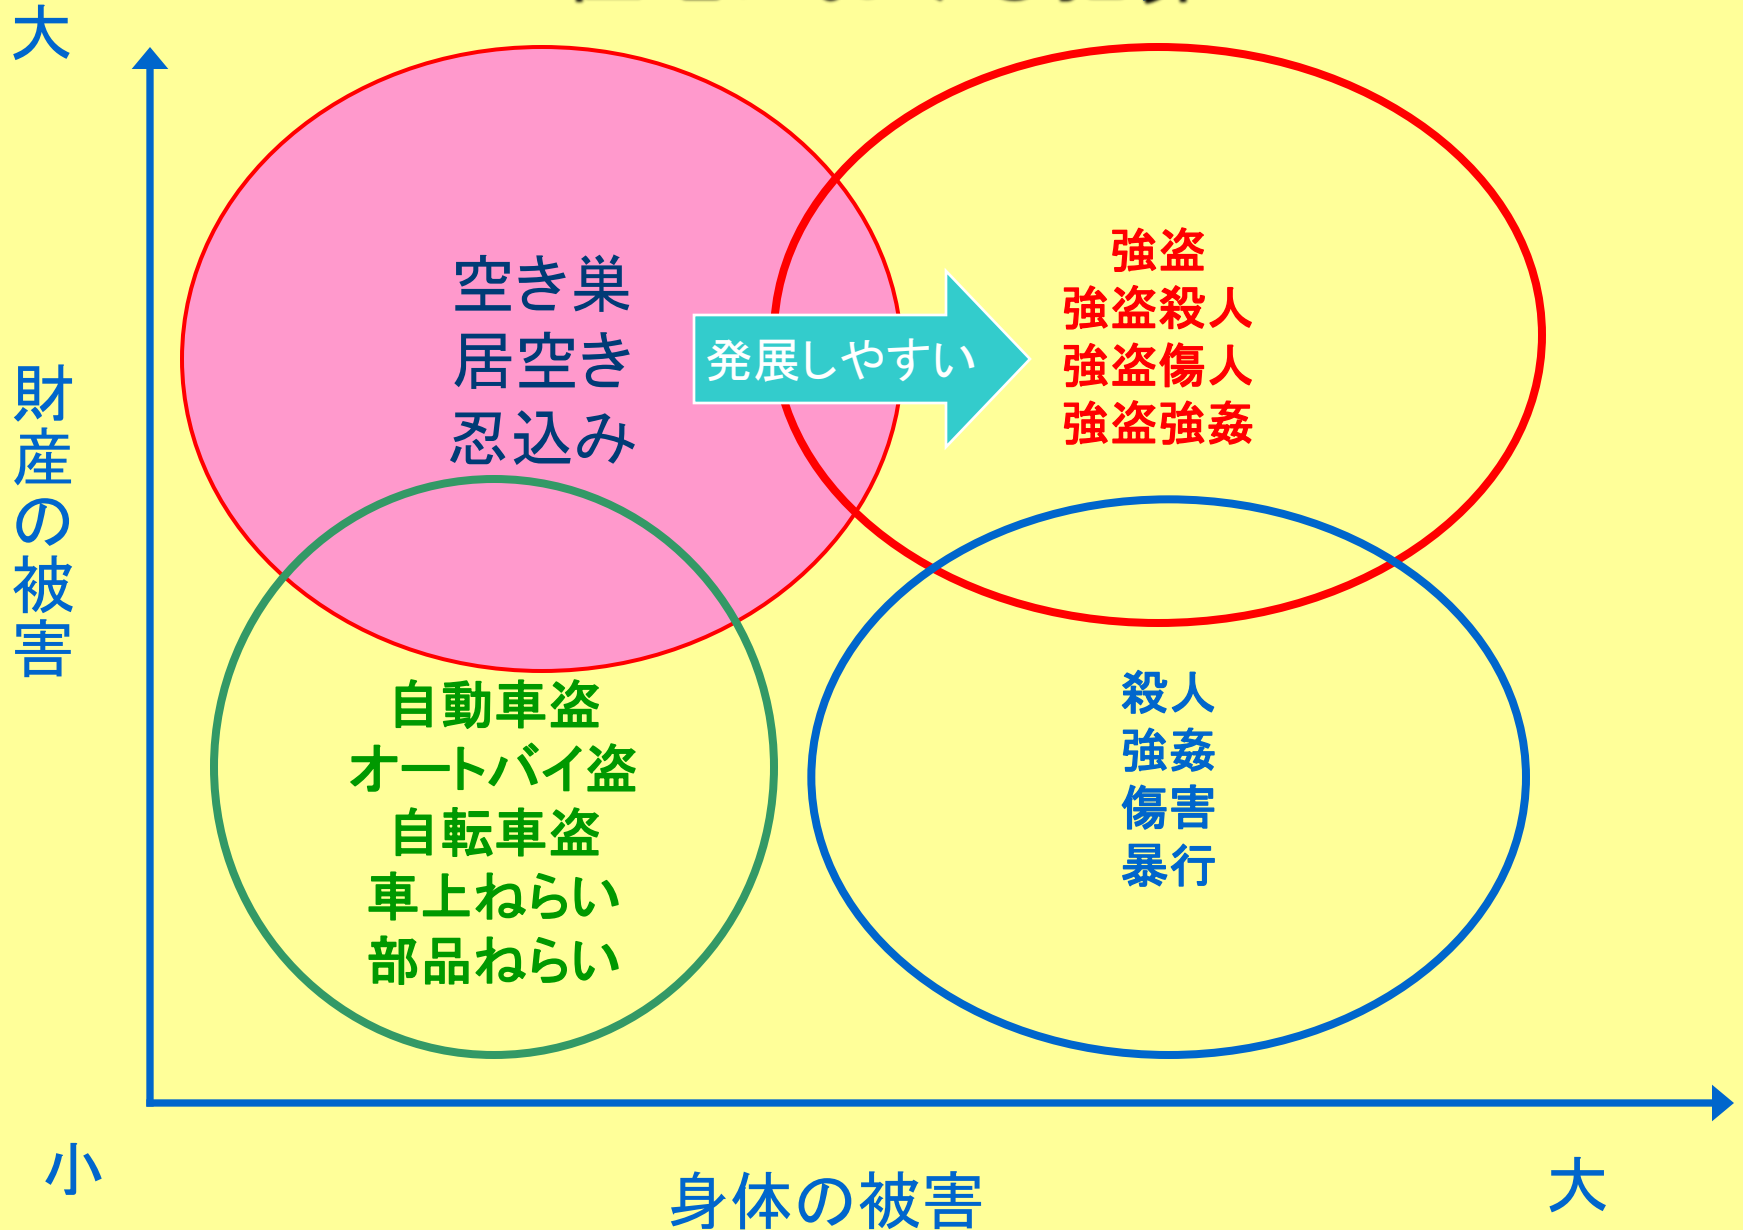 大
財産の被害
空き巣
居空き
忍込み
発展しやすい
強盗
強盗殺人
強盗傷人
強盗強姦
自動車盗
オートバイ盗
自転車盗
車上ねらい
部品ねらい
殺人
強姦
傷害
暴行
小
身体の被害
大